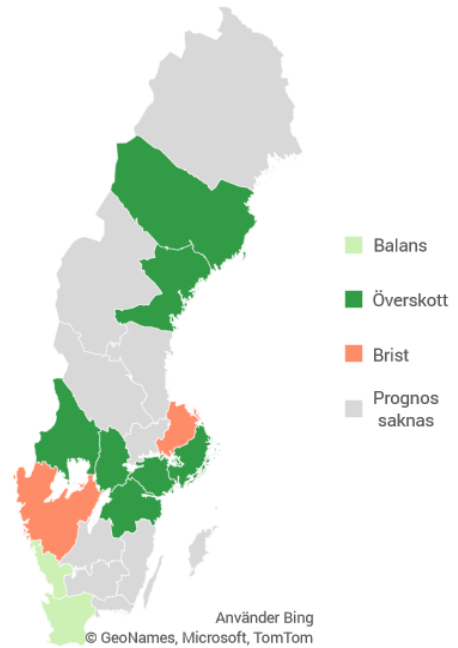 Balans
Överskott
Brist
Prognos
saknas
Använder Bing
© GeoNames, Microsoft, TomTom